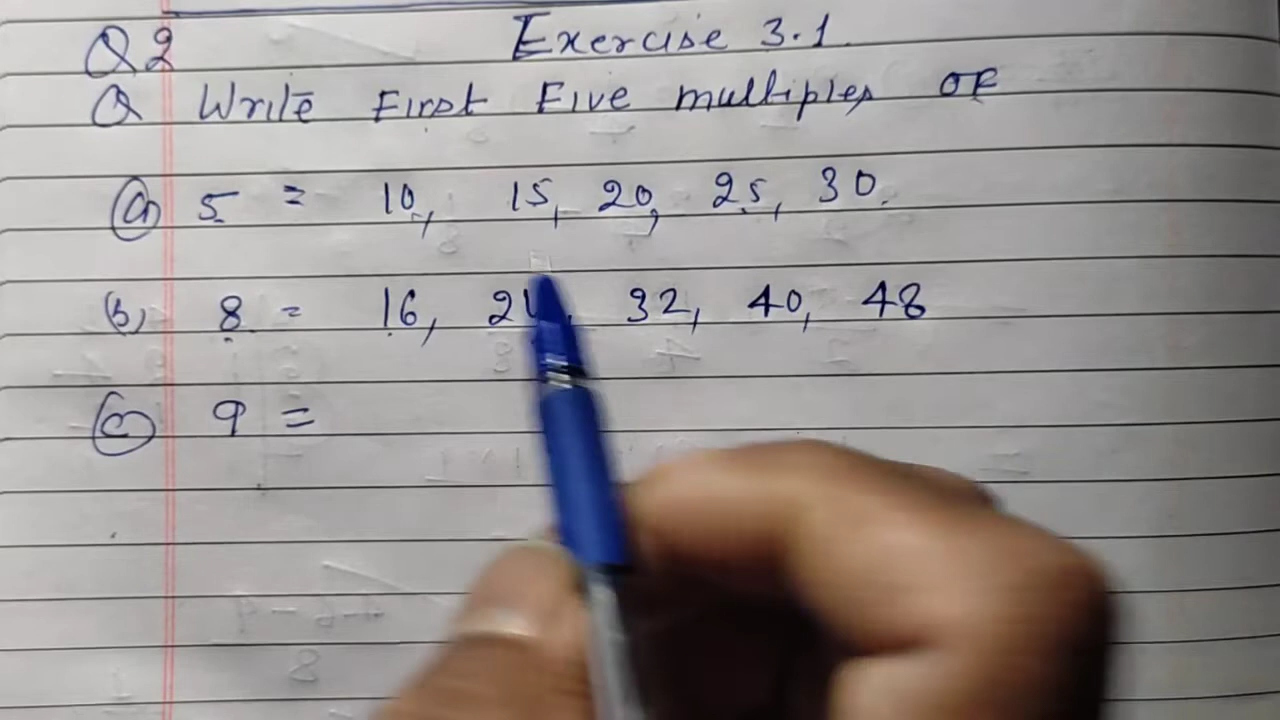 Q2 Exercise 3.1
Q Write First Five multiples OF
(a) 5 = 10, 15, 20, 25, 30.
(b) 8 = 16, 24, 32, 40, 48
(c) 9 =